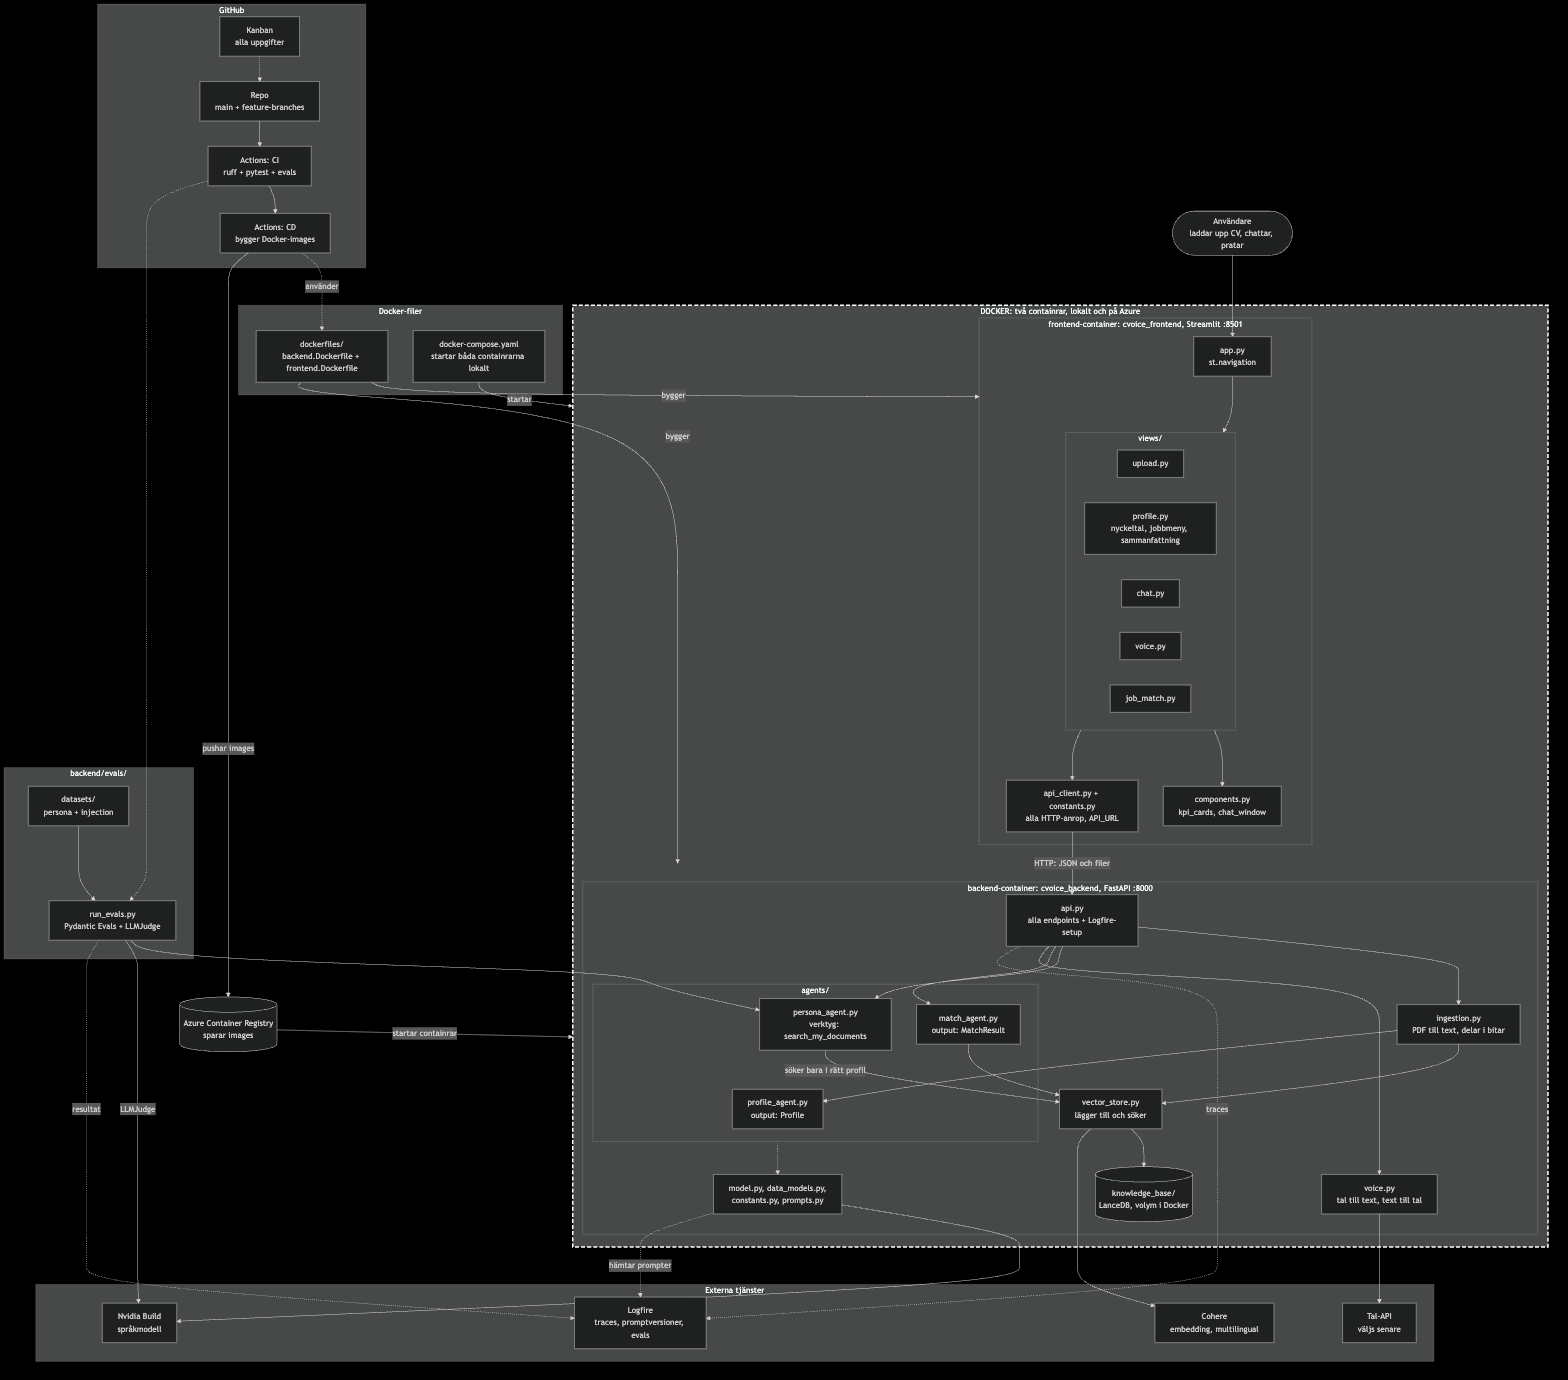 GitHub
Kanban
alla uppgifter
Repo
main + feature-branches
Actions: CI
ruff + pytest + evals
Actions: CD
bygger Docker-images
använder
Användare
laddar upp CV, chattar,
pratar
Docker-filer
dockerfiles/
backend.Dockerfile +
frontend.Dockerfile
docker-compose.yaml
startar båda containrarna
lokalt
startar
bygger
bygger
DOCKER: två containrar, lokalt och på Azure
frontend-container: cvoice_frontend, Streamlit :8501
app.py
st.navigation
views/
upload.py
profile.py
nyckeltal, jobbmeny,
sammanfattning
chat.py
voice.py
job_match.py
api_client.py +
constants.py
alla HTTP-anrop, API_URL
components.py
kpi_cards, chat_window
pushar images
backend/evals/
datasets/
persona + injection
run_evals.py
Pydantic Evals + LLMJudge
HTTP: JSON och filer
backend-container: cvoice_backend, FastAPI :8000
api.py
alla endpoints + Logfire-
setup
agents/
persona_agent.py
verktyg:
search_my_documents
match_agent.py
output: MatchResult
ingestion.py
PDF till text, delar i bitar
Azure Container Registry
sparar images
startar containrar
söker bara i rätt profil
profile_agent.py
output: Profile
vector_store.py
lägger till och söker
resultat
LLMJudge
traces
model.py, data_models.py,
constants.py, prompts.py
knowledge_base/
LanceDB, volym i Docker
voice.py
tal till text, text till tal
hämtar prompter
Externa tjänster
Nvidia Build
språkmodell
Logfire
traces, promptversioner,
evals
Cohere
embedding, multilingual
Tal-API
väljs senare